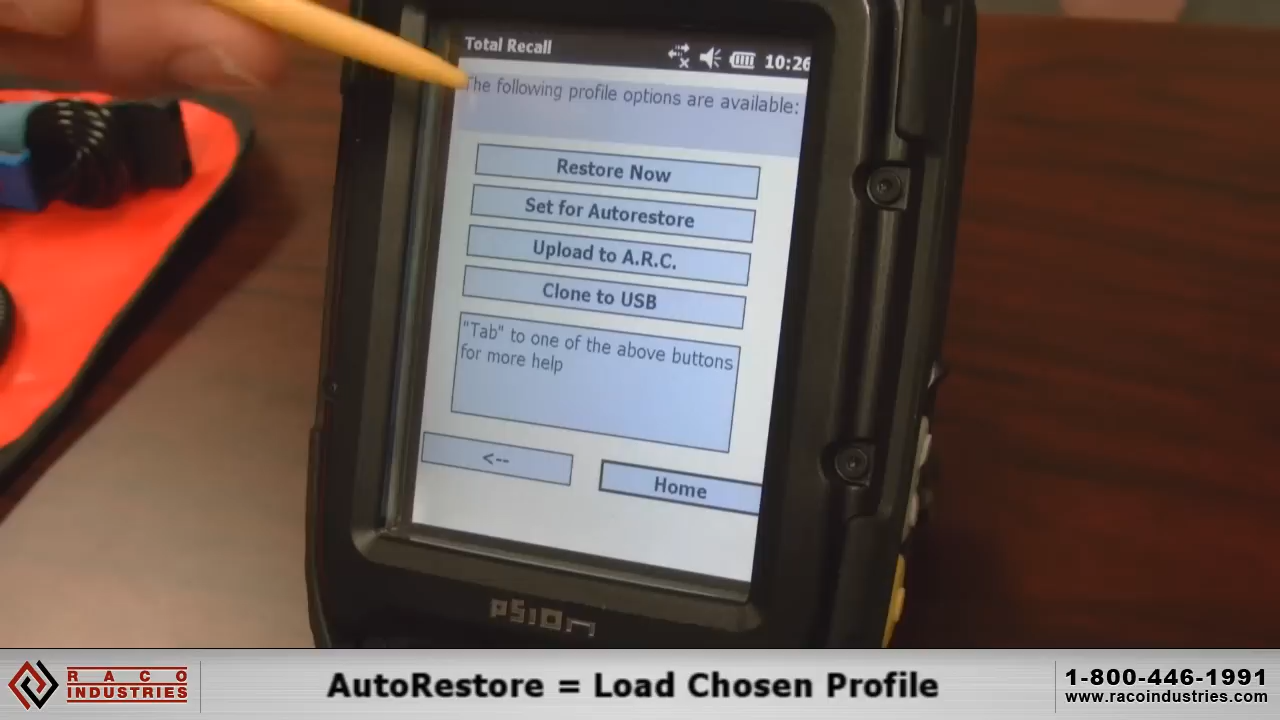 Total Recall
10:26
The following profile options are available:
Restore Now
Set for Autorestore
Upload to A.R.C.
Clone to USB
"Tab" to one of the above buttons
for more help
<--
Home
PSION
RACO
INDUSTRIES
AutoRestore = Load Chosen Profile
1-800-446-1991
www.racoindustries.com